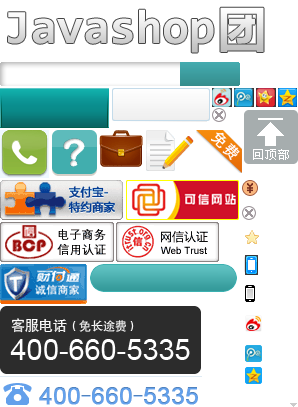 Javashop团
免费
回顶部
支付宝-
特约商家
可信网站
BCP
电子商务
信用认证
网信认证
Web Trust
财付通
诚信商家
客服电话（免长途费）
400-660-5335
400-660-5335